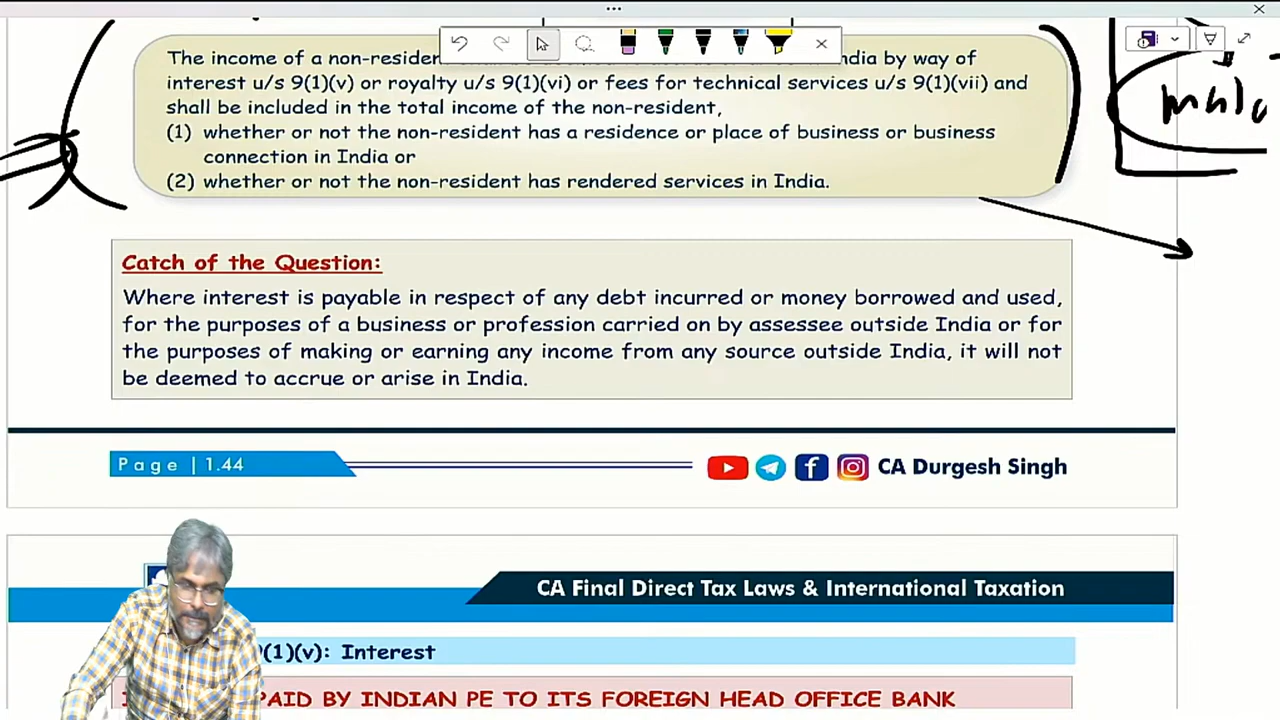 The income of a non-residen ndia by way of
interest u/s 9(1)(v) or royalty u/s 9(1)(vi) or fees for technical services u/s 9(1)(vii) and
shall be included in the total income of the non-resident,
(1) whether or not the non-resident has a residence or place of business or business
connection in India or
(2) whether or not the non-resident has rendered services in India.
Catch of the Question:
Where interest is payable in respect of any debt incurred or money borrowed and used,
for the purposes of a business or profession carried on by assessee outside India or for
the purposes of making or earning any income from any source outside India, it will not
be deemed to accrue or arise in India.
Page | 1.44
CA Durgesh Singh
CA Final Direct Tax Laws & International Taxation
(1)(v): Interest
PAID BY INDIAN PE TO ITS FOREIGN HEAD OFFICE BANK